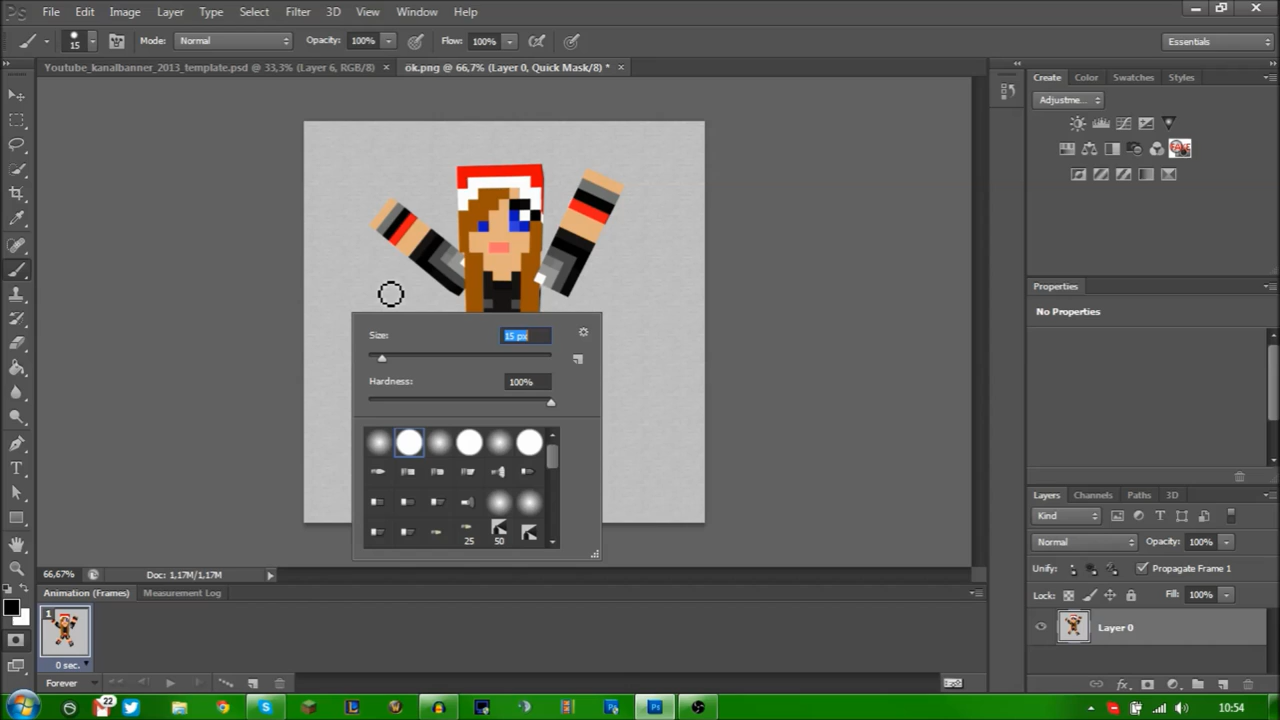 Ps File Edit Image Layer Type Select Filter 3D View Window Help
15 Mode: Normal Opacity: 100% Flow: 100% Essentials
Youtube_kanalbanner_2013_template.psd @ 33,3% (Layer 6, RGB/8) × ök.png @ 66,7% (Layer 0, Quick Mask/8) * ×
Create Color Swatches Styles
Adjustme...
FAKE
Properties
No Properties
Size: 15 px
Hardness: 100%
25 50
Layers Channels Paths 3D
Kind
Normal Opacity: 100%
Unify: Propagate Frame 1
Lock: Fill: 100%
Layer 0
66,67% Doc: 1,17M/1,17M
Animation (Frames) Measurement Log
1
0 sec.
Forever
22
10:54